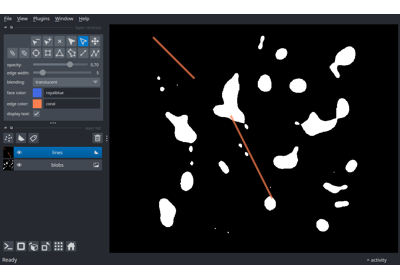 File View Plugins Window Help
opacity: 0.70
edge width: 5
blending: translucent
face color: royalblue
edge color: coral
display text:
lines
blobs
Ready
activity